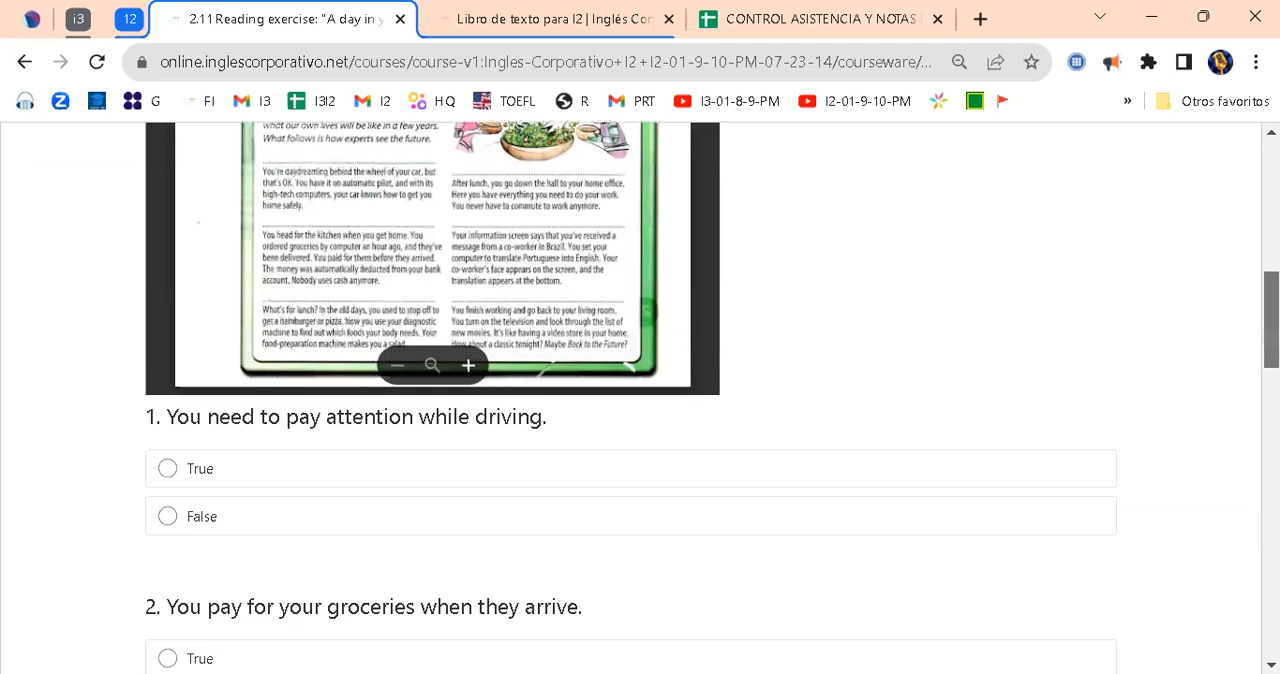 i3
12
2.11 Reading exercise: "A day in y
Libro de texto para I2 | Inglés Cor
CONTROL ASISTENCIA Y NOTAS
online.inglescorporativo.net/courses/course-v1:Ingles-Corporativo+I2+I2-01-9-10-PM-07-23-14/courseware/...
G
FI
I3
I3I2
I2
HQ
TOEFL
R
PRT
I3-01-8-9-PM
I2-01-9-10-PM
»
Otros favoritos
what our own lives will be like in a few years.
What follows is how experts see the future.
You're daydreaming behind the wheel of your car, but
that's OK. You have it on automatic pilot, and with its
high-tech computers, your car knows how to get you
home safely.
You head for the kitchen when you get home. You
ordered groceries by computer an hour ago, and they've
been delivered. You paid for them before they arrived.
The money was automatically deducted from your bank
account. Nobody uses cash anymore.
What's for lunch? In the old days, you used to stop off to
get a hamburger or pizza. Now you use your diagnostic
machine to find out which foods your body needs. Your
food-preparation machine makes you a salad.
After lunch, you go down the hall to your home office.
Here you have everything you need to do your work.
You never have to commute to work anymore.
Your information screen says that you've received a
message from a co-worker in Brazil. You set your
computer to translate Portuguese into English. Your
co-worker's face appears on the screen, and the
translation appears at the bottom.
You finish working and go back to your living room.
You turn on the television and look through the list of
new movies. It's like having a video store in your home.
How about a classic tonight? Maybe Back to the Future?
1. You need to pay attention while driving.
True
False
2. You pay for your groceries when they arrive.
True